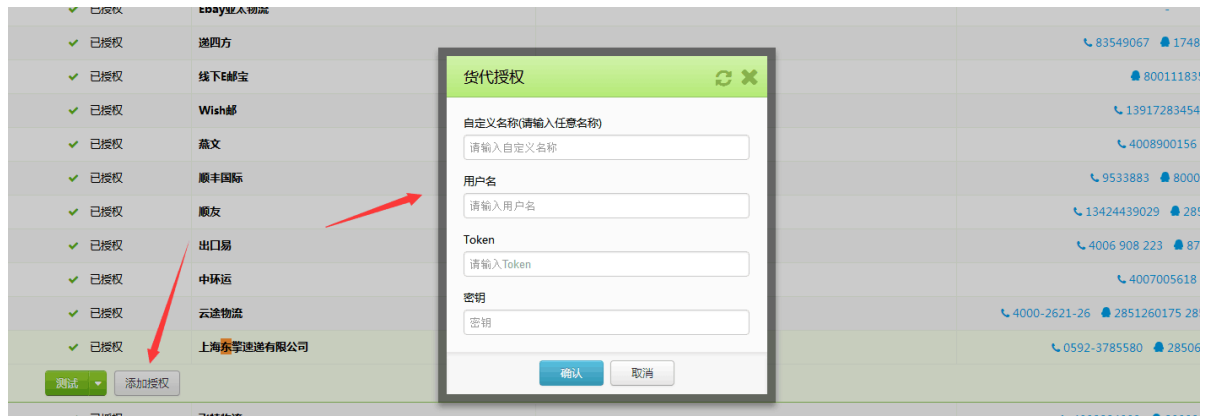 已授权 Ebay亚太物流 -
已授权 递四方 83549067 1748
已授权 线下E邮宝 800111835
已授权 Wish邮 13917283454
已授权 燕文 4008900156
已授权 顺丰国际 9533883 8000
已授权 顺友 13424439029 285
已授权 出口易 4006 908 223 87
已授权 中环运 4007005618
已授权 云途物流 4000-2621-26 2851260175 285
已授权 上海东擎速递有限公司 0592-3785580 28506
测试 添加授权
货代授权
自定义名称(请输入任意名称)
请输入自定义名称
用户名
请输入用户名
Token
请输入Token
密钥
密钥
确认 取消